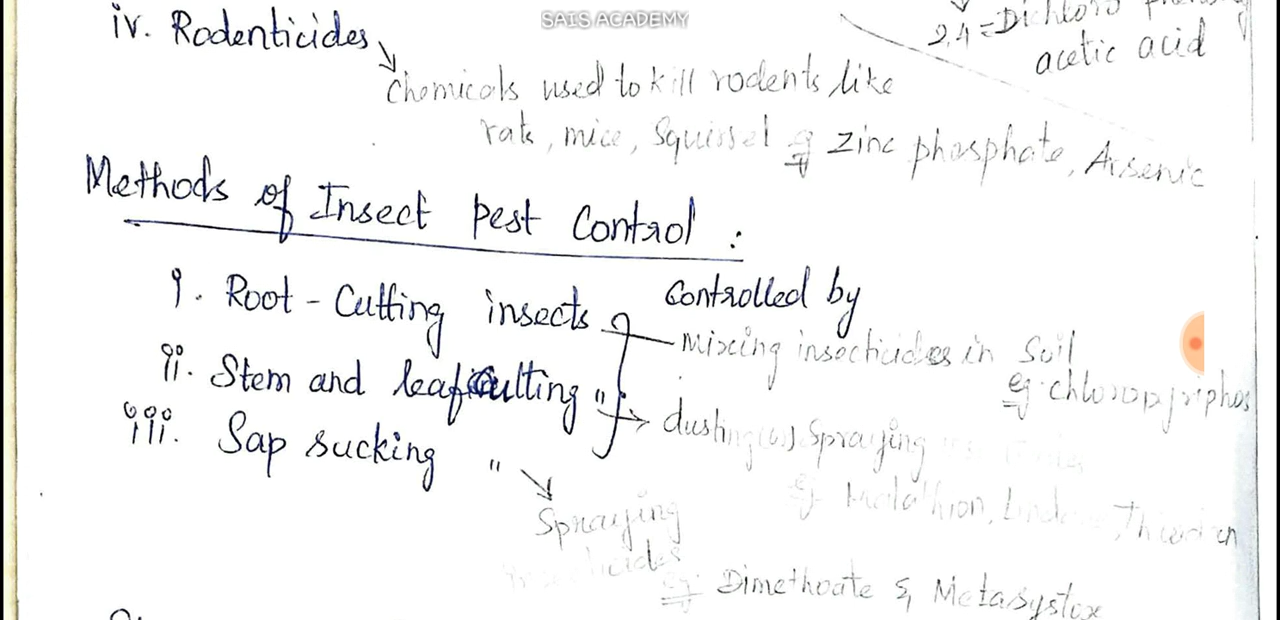 SAIS ACADEMY
iv. Rodenticides
2,4 = Dichloro
acetic acid
Chemicals used to kill rodents like
rats, mice, Squirrel eg Zinc phosphate, Arsenic
Methods of Insect Pest Control :
i. Root - Cutting insects
Controlled by
Mixing insecticides in Soil
eg: chloropyriphos
ii. Stem and leaf cutting "
dusting (or) Spraying
iii. Sap sucking "
eg Malathion, Lindane, Thiodan
Spraying
insecticides
eg: Dimethoate & Metasystox